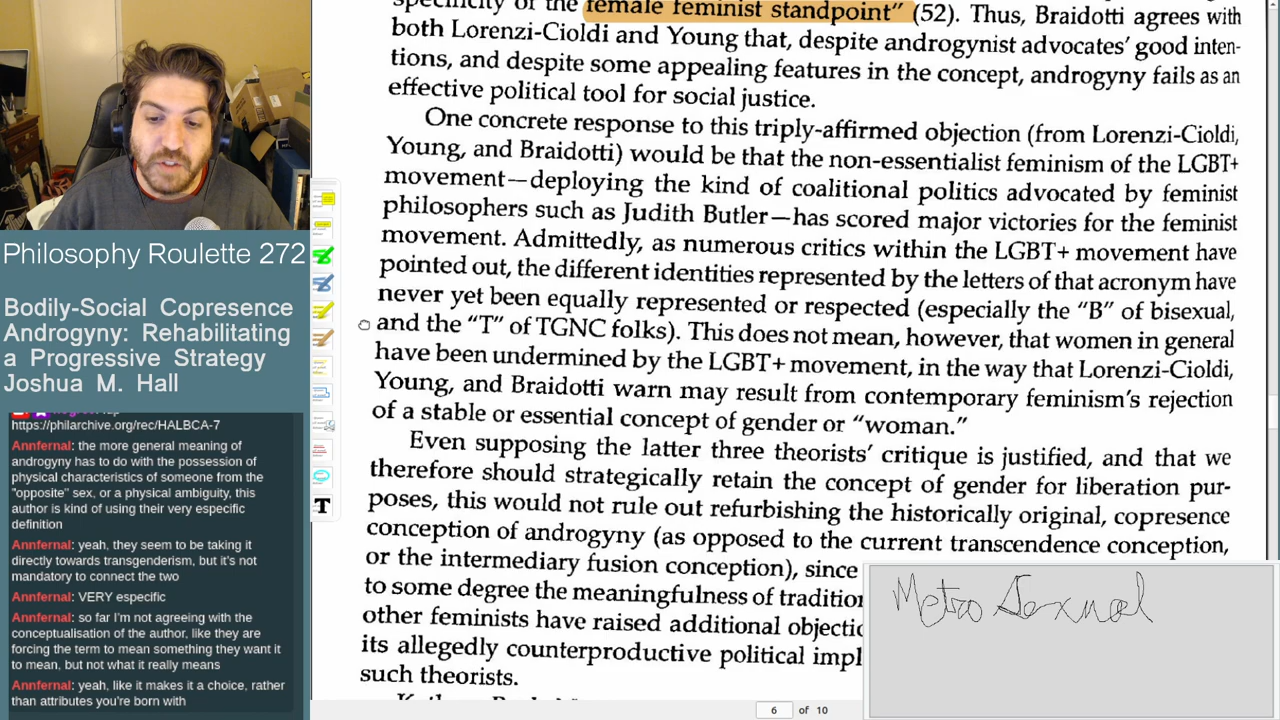 specificity of the female feminist standpoint” (52). Thus, Braidotti agrees with
both Lorenzi-Cioldi and Young that, despite androgynist advocates’ good inten-
tions, and despite some appealing features in the concept, androgyny fails as an
effective political tool for social justice.
One concrete response to this triply-affirmed objection (from Lorenzi-Cioldi,
Young, and Braidotti) would be that the non-essentialist feminism of the LGBT+
movement—deploying the kind of coalitional politics advocated by feminist
philosophers such as Judith Butler—has scored major victories for the feminist
movement. Admittedly, as numerous critics within the LGBT+ movement have
pointed out, the different identities represented by the letters of that acronym have
never yet been equally represented or respected (especially the “B” of bisexual,
and the “T” of TGNC folks). This does not mean, however, that women in general
have been undermined by the LGBT+ movement, in the way that Lorenzi-Cioldi,
Young, and Braidotti warn may result from contemporary feminism’s rejection
of a stable or essential concept of gender or “woman.”
Even supposing the latter three theorists’ critique is justified, and that we
therefore should strategically retain the concept of gender for liberation pur-
poses, this would not rule out refurbishing the historically original, copresence
conception of androgyny (as opposed to the current transcendence conception,
or the intermediary fusion conception), since
to some degree the meaningfulness of tradition
other feminists have raised additional objectio
its allegedly counterproductive political impl
such theorists.
6 of 10
Metro Sexual
T
Philosophy Roulette 272
Bodily-Social Copresence
Androgyny: Rehabilitating
a Progressive Strategy
Joshua M. Hall
https://philarchive.org/rec/HALBCA-7
Annfernal: the more general meaning of
androgyny has to do with the possession of
physical characteristics of someone from the
"opposite" sex, or a physical ambiguity, this
author is kind of using their very especific
definition
Annfernal: yeah, they seem to be taking it
directly towards transgenderism, but it's not
mandatory to connect the two
Annfernal: VERY especific
Annfernal: so far I'm not agreeing with the
conceptualisation of the author, like they are
forcing the term to mean something they want it
to mean, but not what it really means
Annfernal: yeah, like it makes it a choice, rather
than attributes you're born with